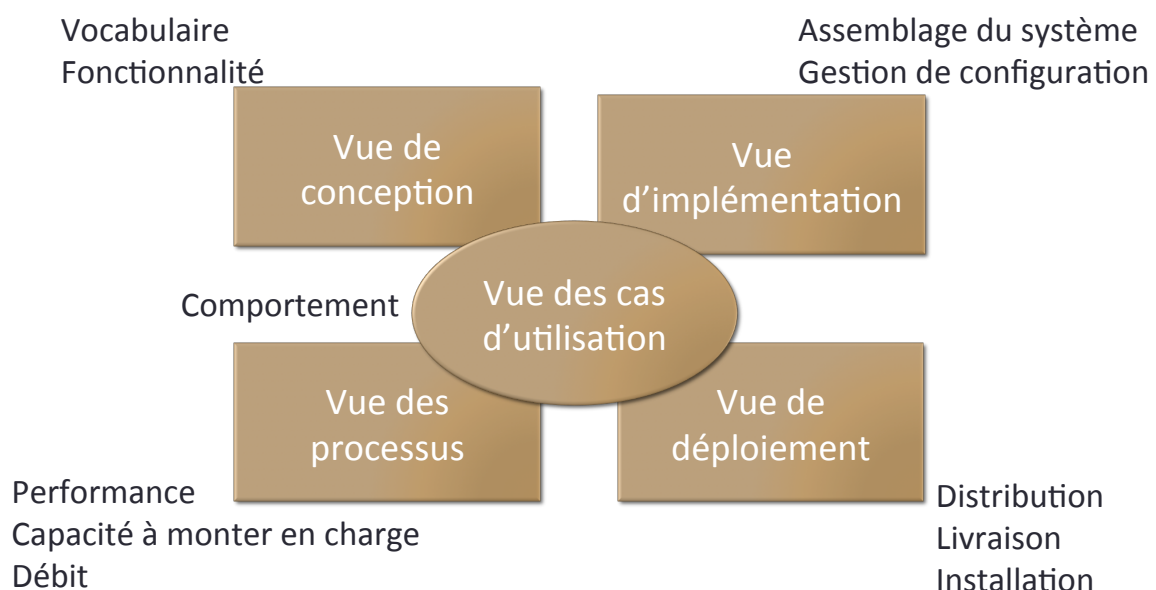 Vocabulaire
Fonctionnalité
Assemblage du système
Gestion de configuration
Vue de
conception
Vue
d’implémentation
Comportement
Vue des cas
d’utilisation
Vue des
processus
Vue de
déploiement
Performance
Capacité à monter en charge
Débit
Distribution
Livraison
Installation